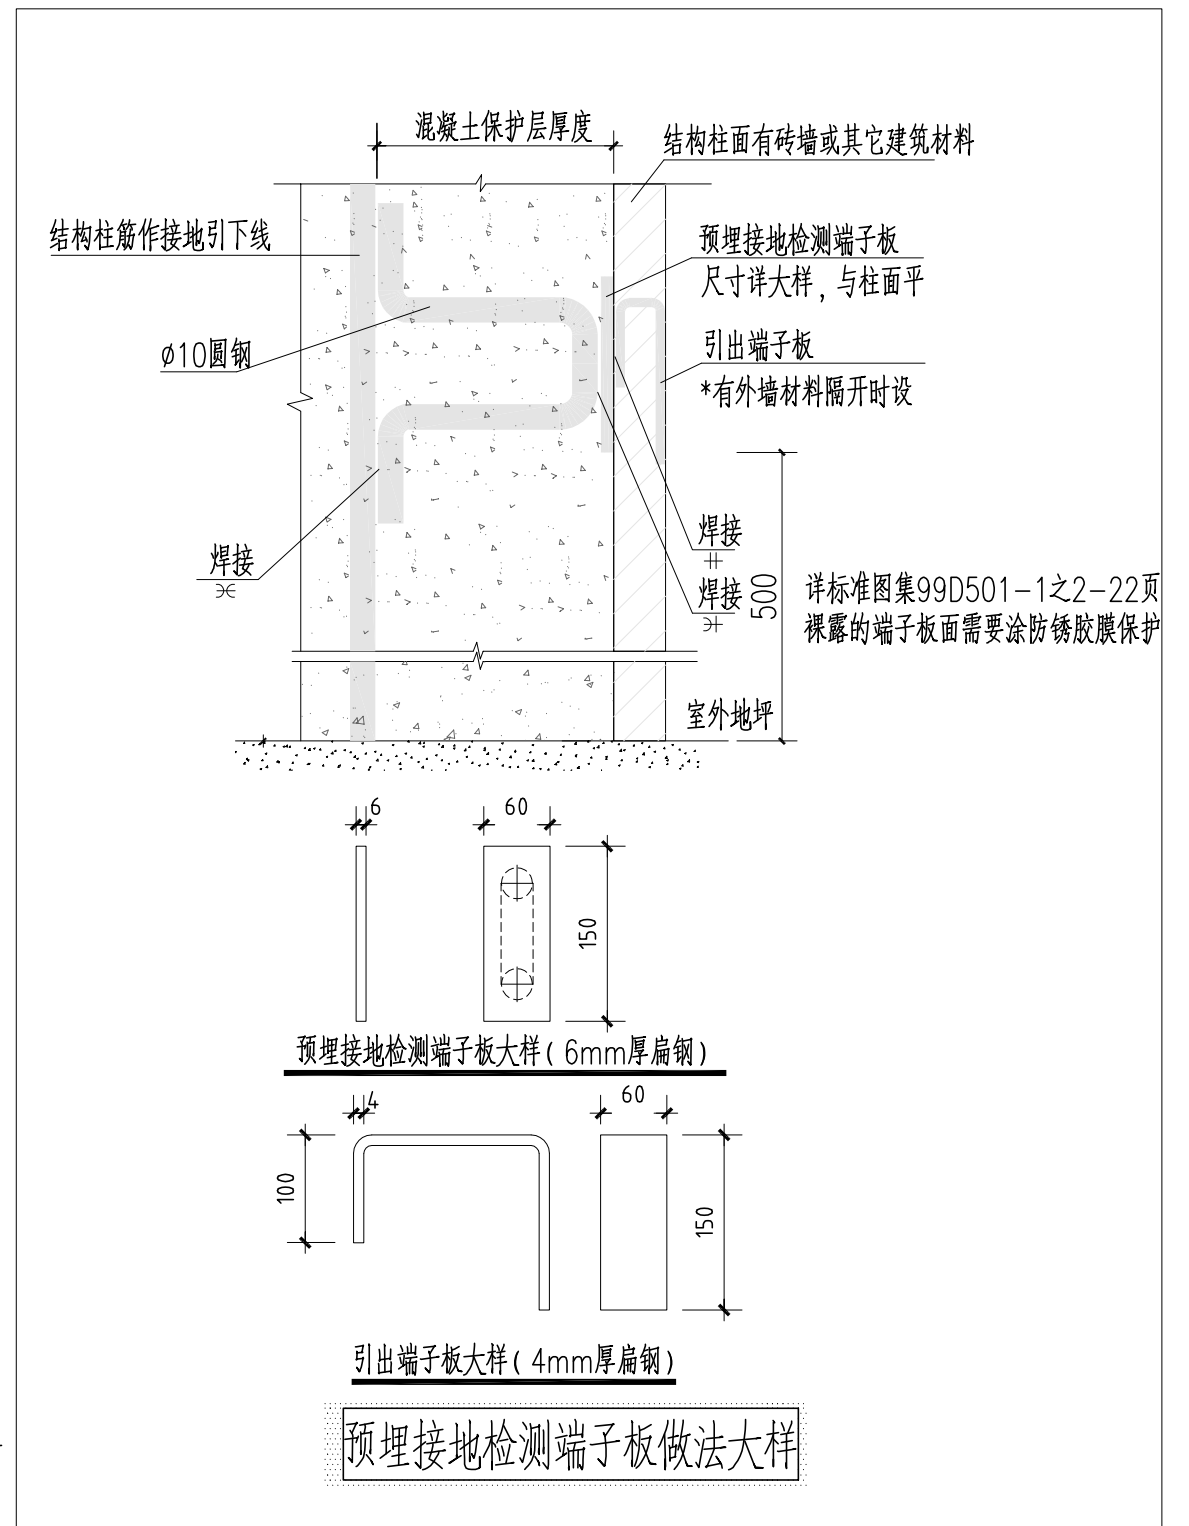 混凝土保护层厚度
结构柱面有砖墙或其它建筑材料
结构柱筋作接地引下线
预埋接地检测端子板
尺寸详大样，与柱面平
ø10圆钢
引出端子板
*有外墙材料隔开时设
焊接
焊接
焊接
500
详标准图集99D501-1之2-22页
裸露的端子板面需要涂防锈胶膜保护
室外地坪
6
60
150
预埋接地检测端子板大样(6mm厚扁钢)
4
60
100
150
引出端子板大样(4mm厚扁钢)
预埋接地检测端子板做法大样